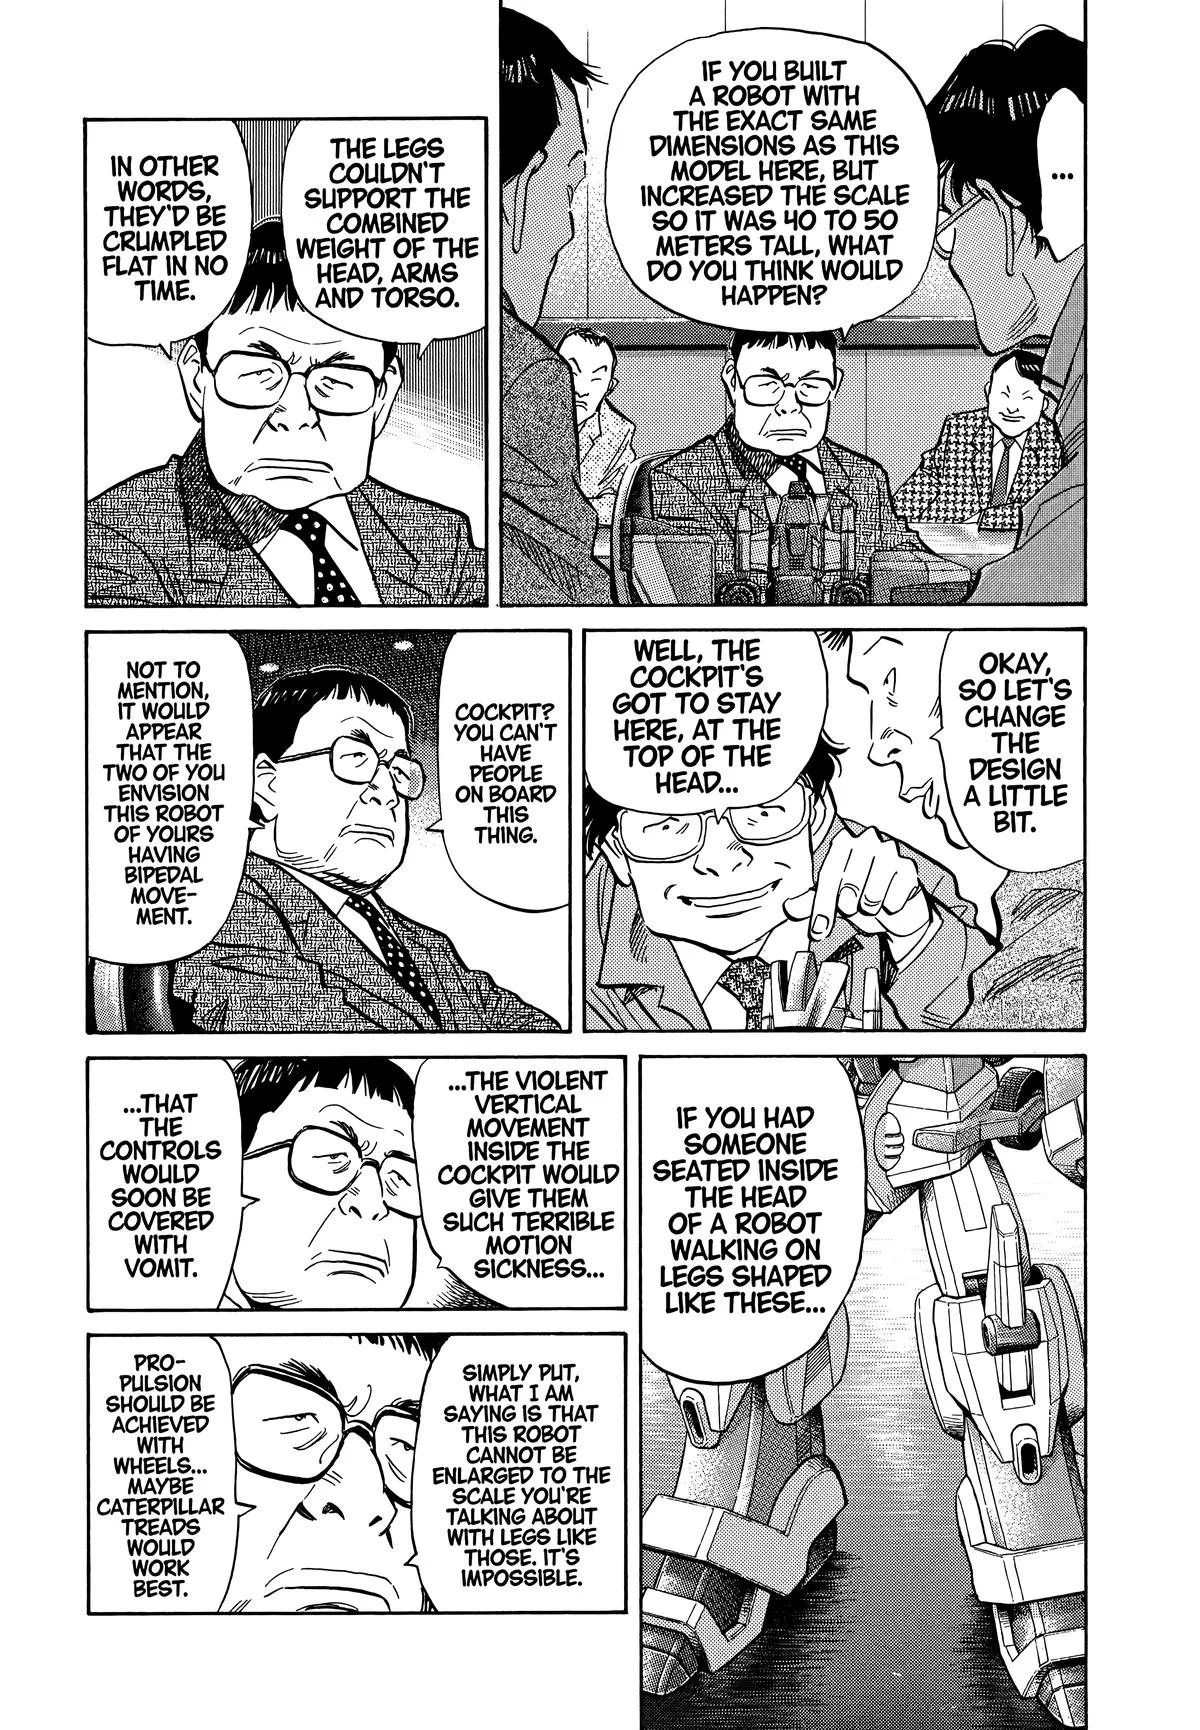 IF YOU BUILT
A ROBOT WITH
THE EXACT SAME
DIMENSIONS AS THIS
MODEL HERE, BUT
INCREASED THE SCALE
SO IT WAS 40 TO 50
METERS TALL, WHAT
DO YOU THINK WOULD
HAPPEN?
...
THE LEGS
COULDN'T
SUPPORT THE
COMBINED
WEIGHT OF THE
HEAD, ARMS
AND TORSO.
IN OTHER
WORDS,
THEY'D BE
CRUMPLED
FLAT IN NO
TIME.
OKAY,
SO LET'S
CHANGE
THE
DESIGN
A LITTLE
BIT.
WELL, THE
COCKPIT'S
GOT TO STAY
HERE, AT THE
TOP OF THE
HEAD...
COCKPIT?
YOU CAN'T
HAVE
PEOPLE
ON BOARD
THIS
THING.
NOT TO
MENTION,
IT WOULD
APPEAR
THAT THE
TWO OF YOU
ENVISION
THIS ROBOT
OF YOURS
HAVING
BIPEDAL
MOVE-
MENT.
IF YOU HAD
SOMEONE
SEATED INSIDE
THE HEAD
OF A ROBOT
WALKING ON
LEGS SHAPED
LIKE THESE...
...THE VIOLENT
VERTICAL
MOVEMENT
INSIDE THE
COCKPIT WOULD
GIVE THEM
SUCH TERRIBLE
MOTION
SICKNESS...
...THAT
THE
CONTROLS
WOULD
SOON BE
COVERED
WITH
VOMIT.
SIMPLY PUT,
WHAT I AM
SAYING IS THAT
THIS ROBOT
CANNOT BE
ENLARGED TO THE
SCALE YOU'RE
TALKING ABOUT
WITH LEGS LIKE
THOSE. IT'S
IMPOSSIBLE.
PRO-
PULSION
SHOULD BE
ACHIEVED
WITH
WHEELS...
MAYBE
CATERPILLAR
TREADS
WOULD
WORK
BEST.